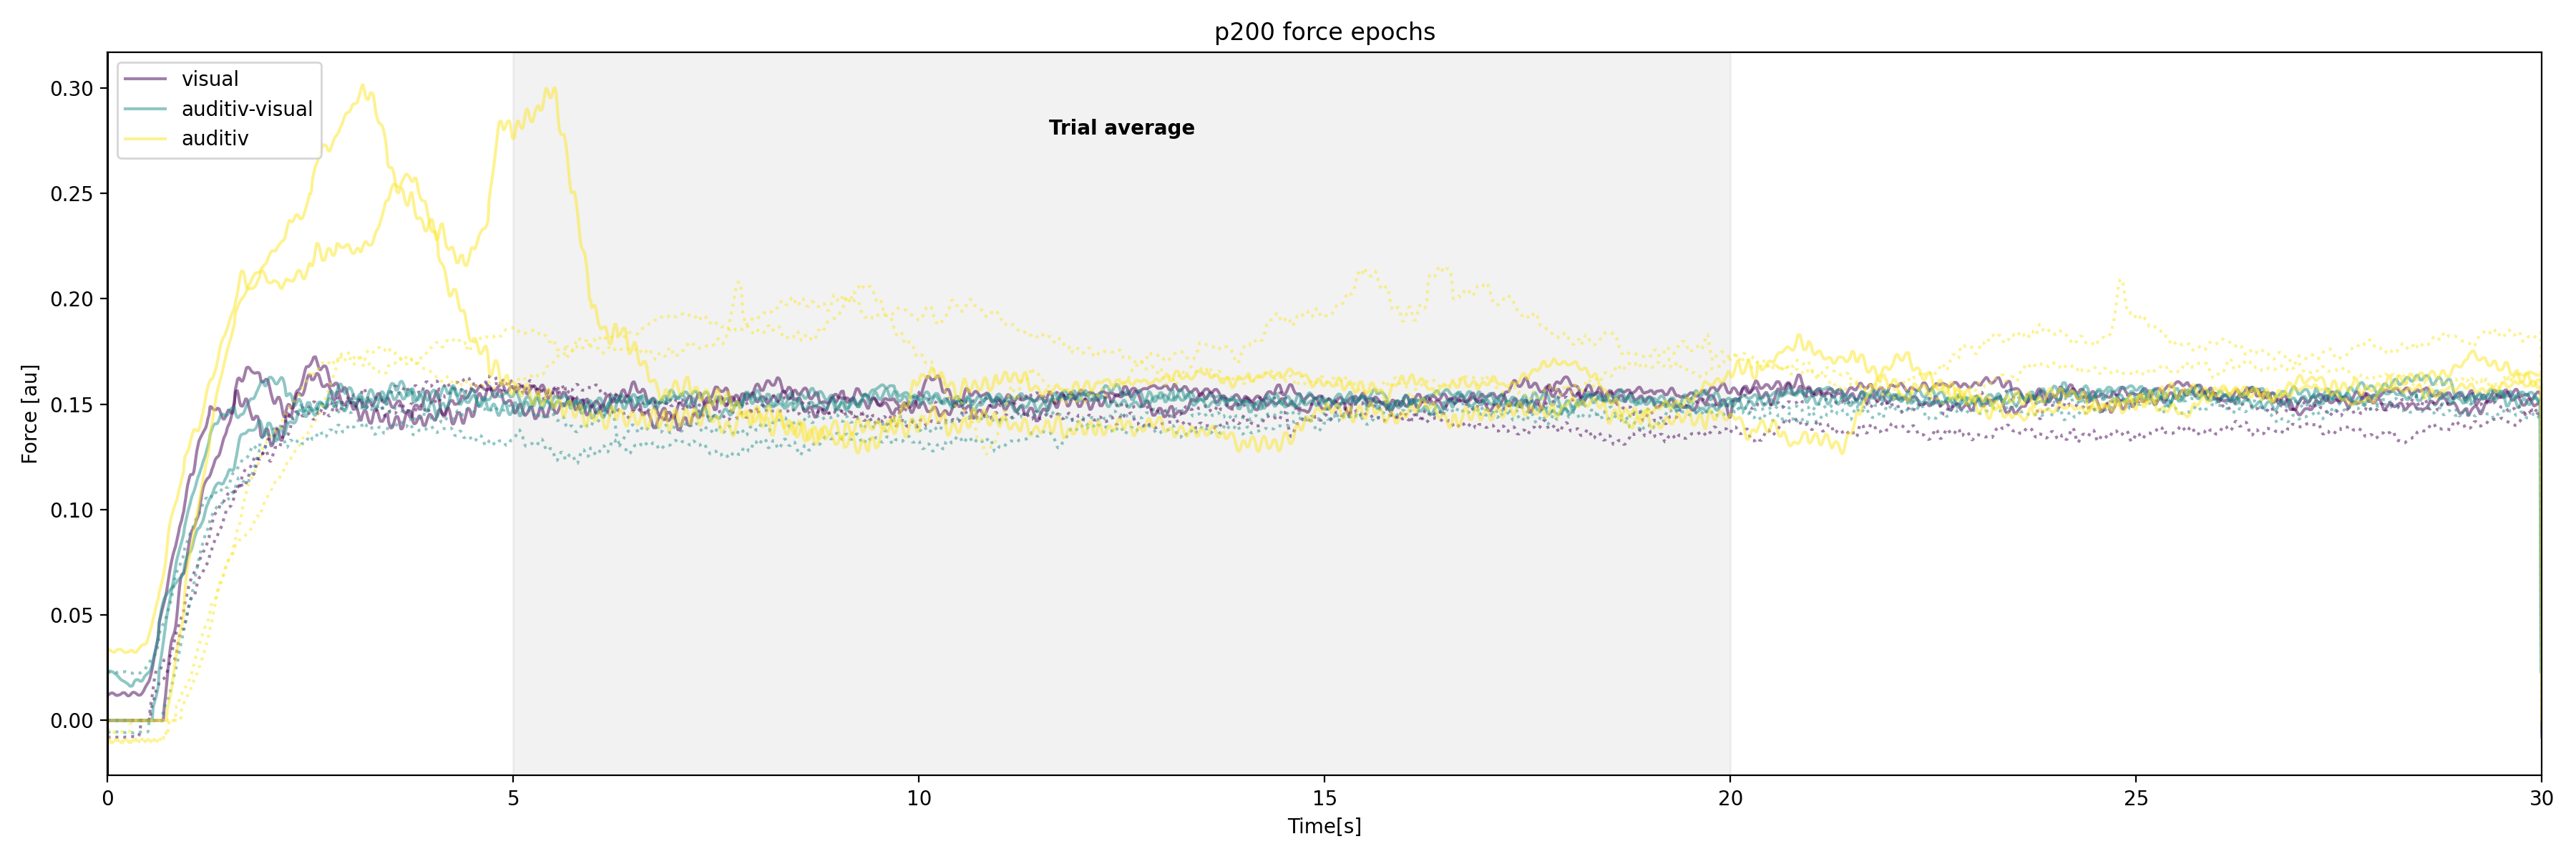 p200 force epochs
visual
auditiv-visual
auditiv
Trial average
Force [au]
0.30
0.25
0.20
0.15
0.10
0.05
0.00
0 5 10 15 20 25 30
Time[s]